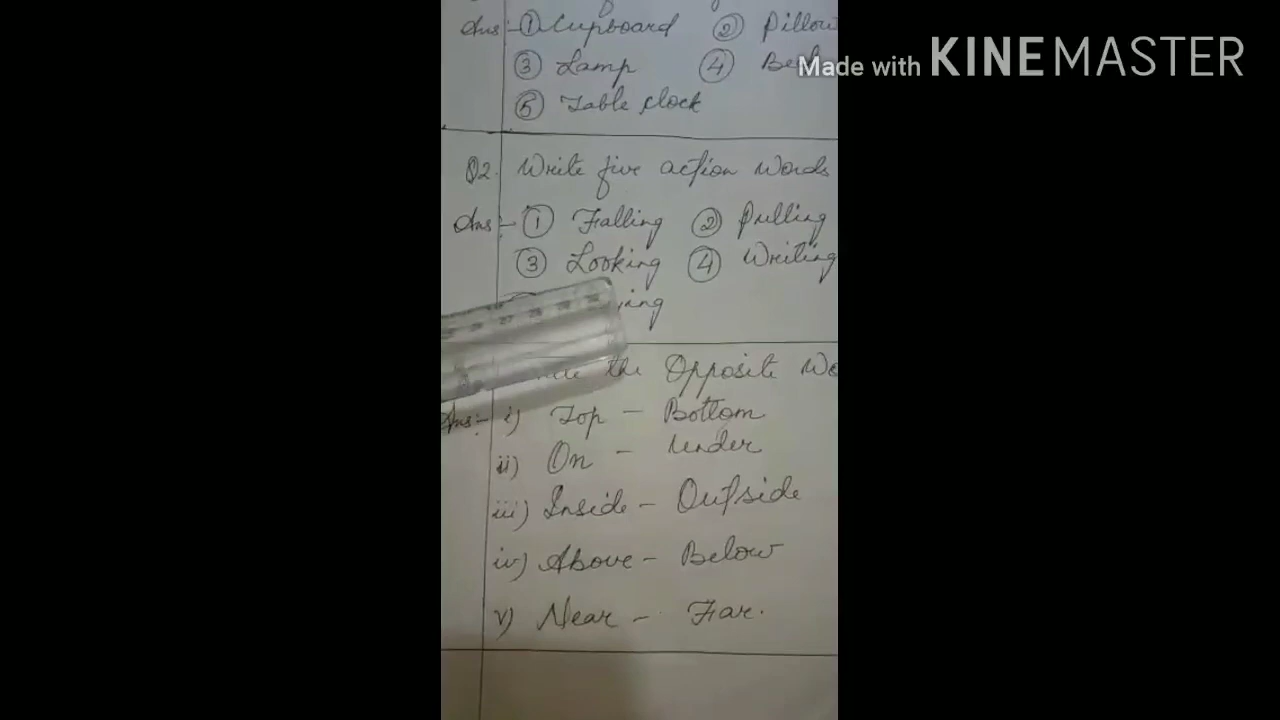 Made with KINEMASTER
Ans:- ① Cupboard ② Pillow
③ Lamp ④
⑤ Table clock
Q2. Write five action words
Ans:- ① Falling ② Pulling
③ Looking ④ Writing
the Opposite
Ans:- i) Top - Bottom
ii) On - Under
iii) Inside - Outside
iv) Above - Below
v) Near - Far.